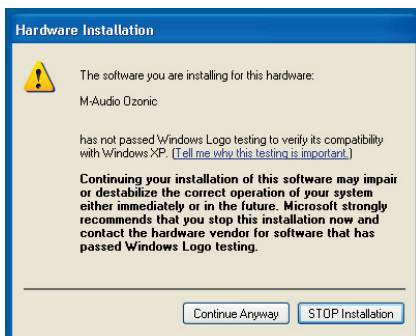 Hardware Installation
The software you are installing for this hardware:
M-Audio Ozonic
has not passed Windows Logo testing to verify its compatibility
with Windows XP. (Tell me why this testing is important.)
Continuing your installation of this software may impair
or destabilize the correct operation of your system
either immediately or in the future. Microsoft strongly
recommends that you stop this installation now and
contact the hardware vendor for software that has
passed Windows Logo testing.
Continue Anyway
STOP Installation